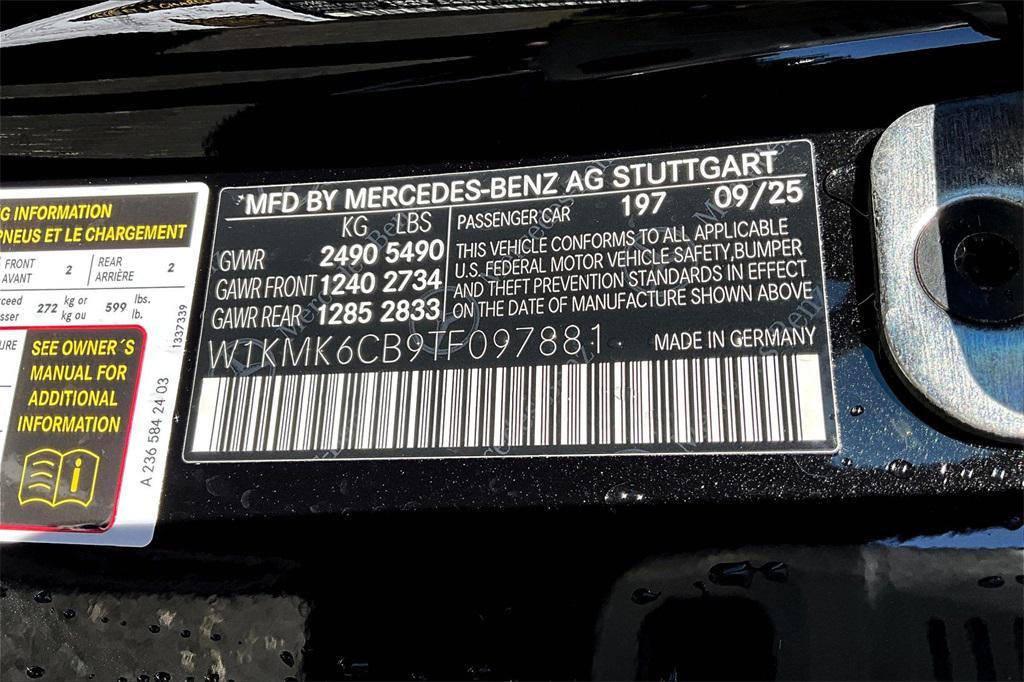 G INFORMATION
PNEUS ET LE CHARGEMENT
FRONT 2 REAR 2
AVANT ARRIÈRE
xceed 272 kg or 599 lbs.
sser kg ou lb.
URE
SEE OWNER´S
MANUAL FOR
ADDITIONAL
INFORMATION
1337339
A 236 584 24 03
MFD BY MERCEDES-BENZ AG STUTTGART
KG LBS PASSENGER CAR 197 09/25
GVWR 2490 5490
GAWR FRONT 1240 2734
GAWR REAR 1285 2833
THIS VEHICLE CONFORMS TO ALL APPLICABLE
U.S. FEDERAL MOTOR VEHICLE SAFETY,BUMPER
AND THEFT PREVENTION STANDARDS IN EFFECT
ON THE DATE OF MANUFACTURE SHOWN ABOVE
W1KMK6CB9TF097881 MADE IN GERMANY